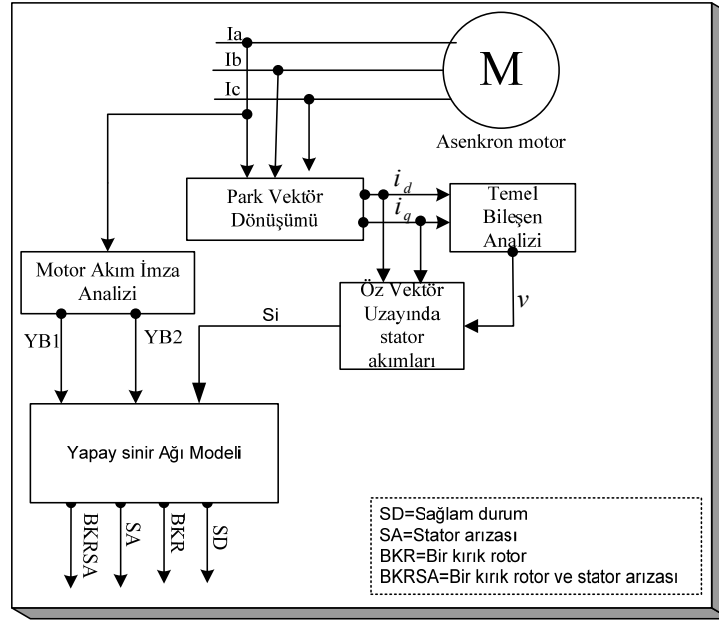 Ia
Ib
Ic
M
Asenkron motor
Park Vektör
Dönüşümü
i_d
i_q
Temel
Bileşen
Analizi
Motor Akım İmza
Analizi
Öz Vektör
Uzayında
stator
akımları
v
Si
YB1
YB2
Yapay sinir Ağı Modeli
BKRSA
SA
BKR
SD
SD=Sağlam durum
SA=Stator arızası
BKR=Bir kırık rotor
BKRSA=Bir kırık rotor ve stator arızası